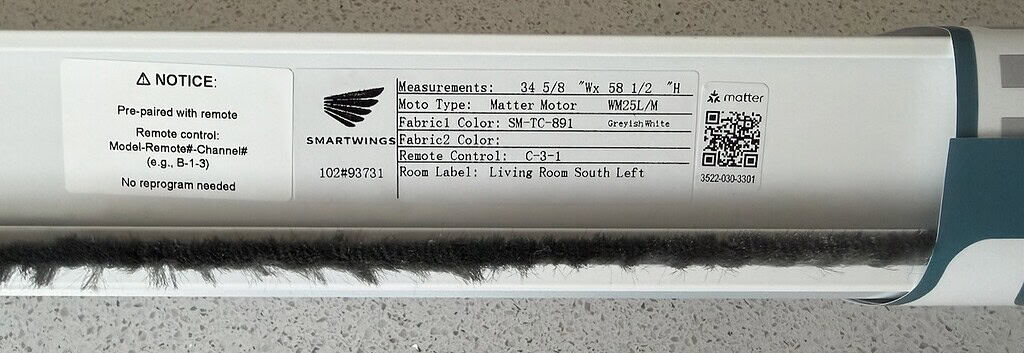 ⚠ NOTICE:
Pre-paired with remote
Remote control:
Model-Remote#-Channel#
(e.g., B-1-3)
No reprogram needed
SMARTWINGS
102#93731
Measurements: 34 5/8 "Wx 58 1/2 "H
Moto Type: Matter Motor WM25L/M
Fabric1 Color: SM-TC-891 Greyish White
Fabric2 Color:
Remote Control: C-3-1
Room Label: Living Room South Left
matter
3522-030-3301